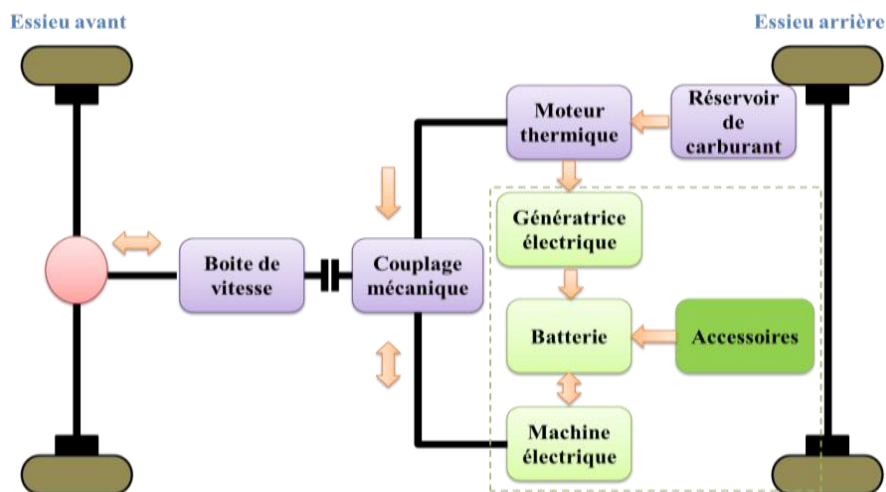 Essieu avant
Essieu arrière
Moteur
thermique
Réservoir
de
carburant
Génératrice
électrique
Boite de
vitesse
Couplage
mécanique
Batterie
Accessoires
Machine
électrique